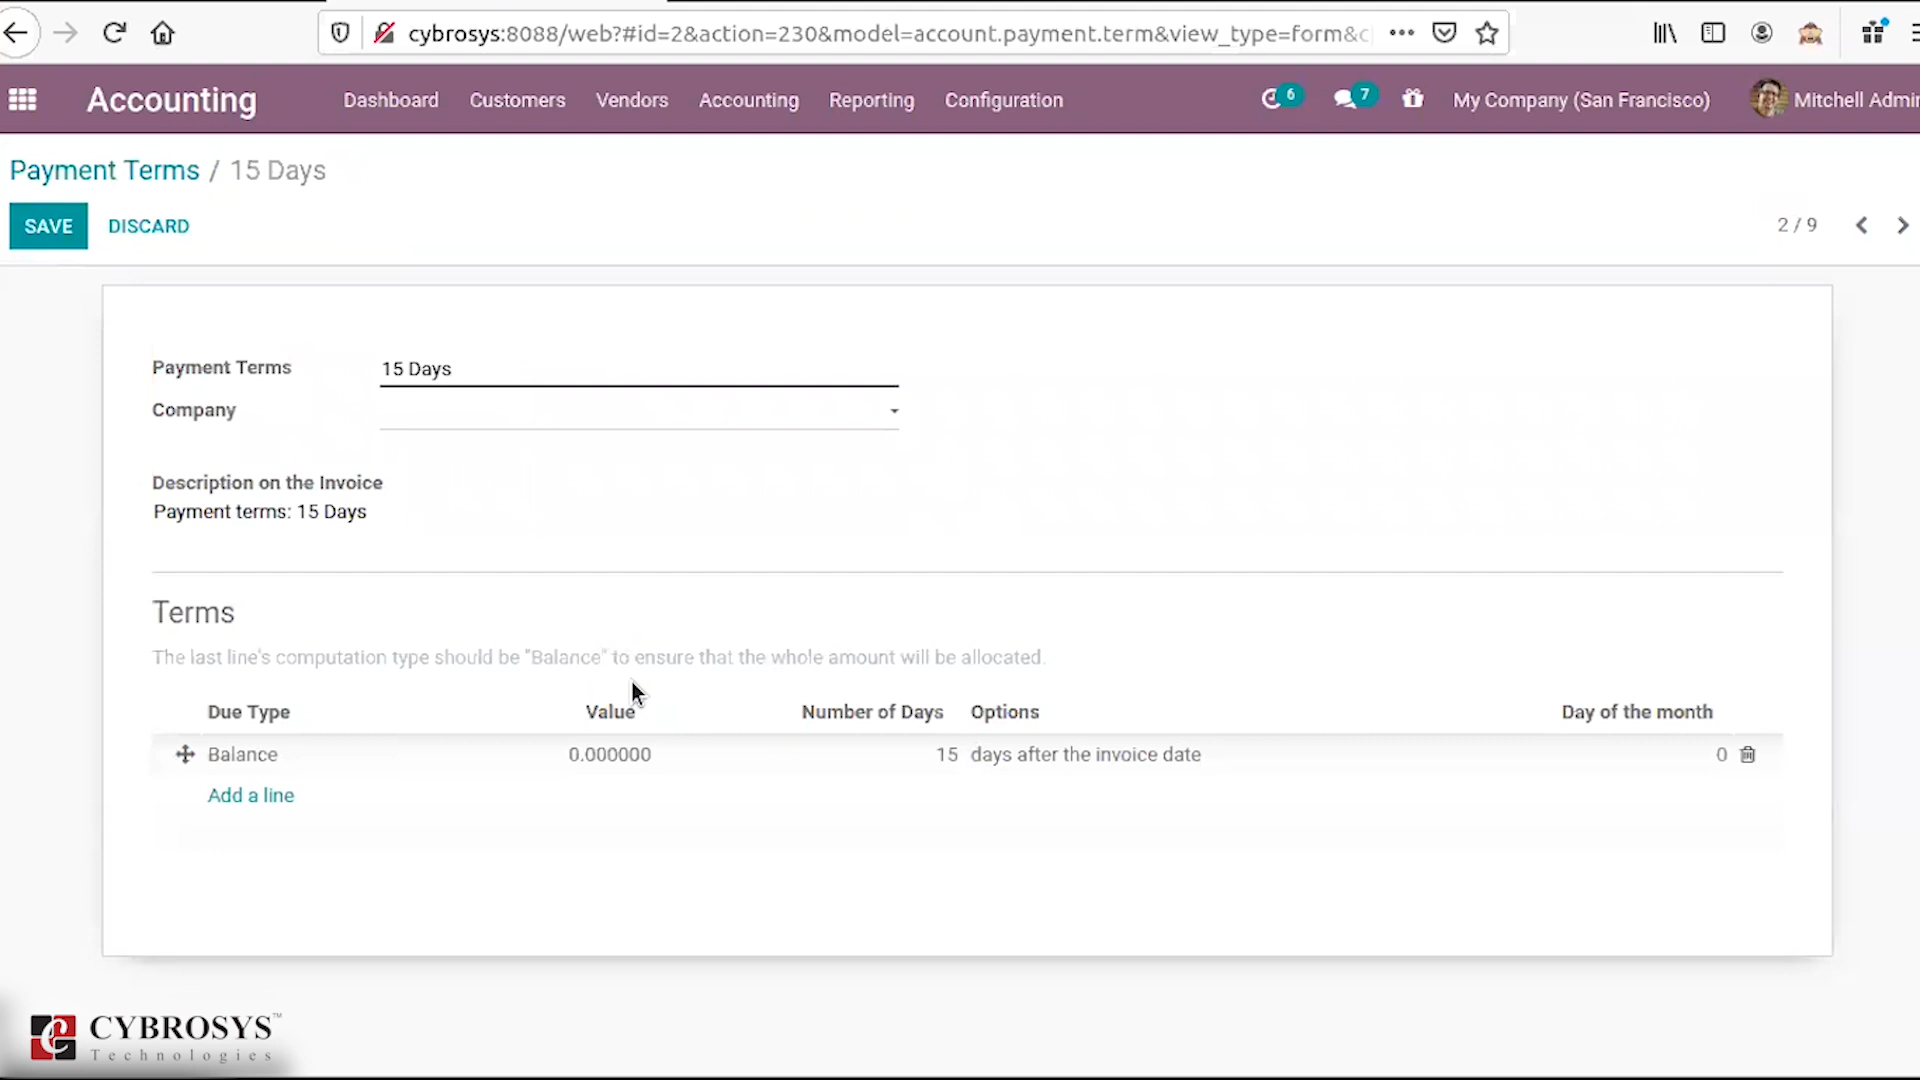 cybrosys:8088/web?#id=2&action=230&model=account.payment.term&view_type=form&c
Accounting
Dashboard
Customers
Vendors
Accounting
Reporting
Configuration
6
7
My Company (San Francisco)
Mitchell Admin
Payment Terms / 15 Days
SAVE
DISCARD
2 / 9
Payment Terms
15 Days
Company
Description on the Invoice
Payment terms: 15 Days
Terms
The last line's computation type should be "Balance" to ensure that the whole amount will be allocated.
Due Type Value Number of Days Options Day of the month
Balance 0.000000 15 days after the invoice date 0
Add a line
CYBROSYS™
Technologies